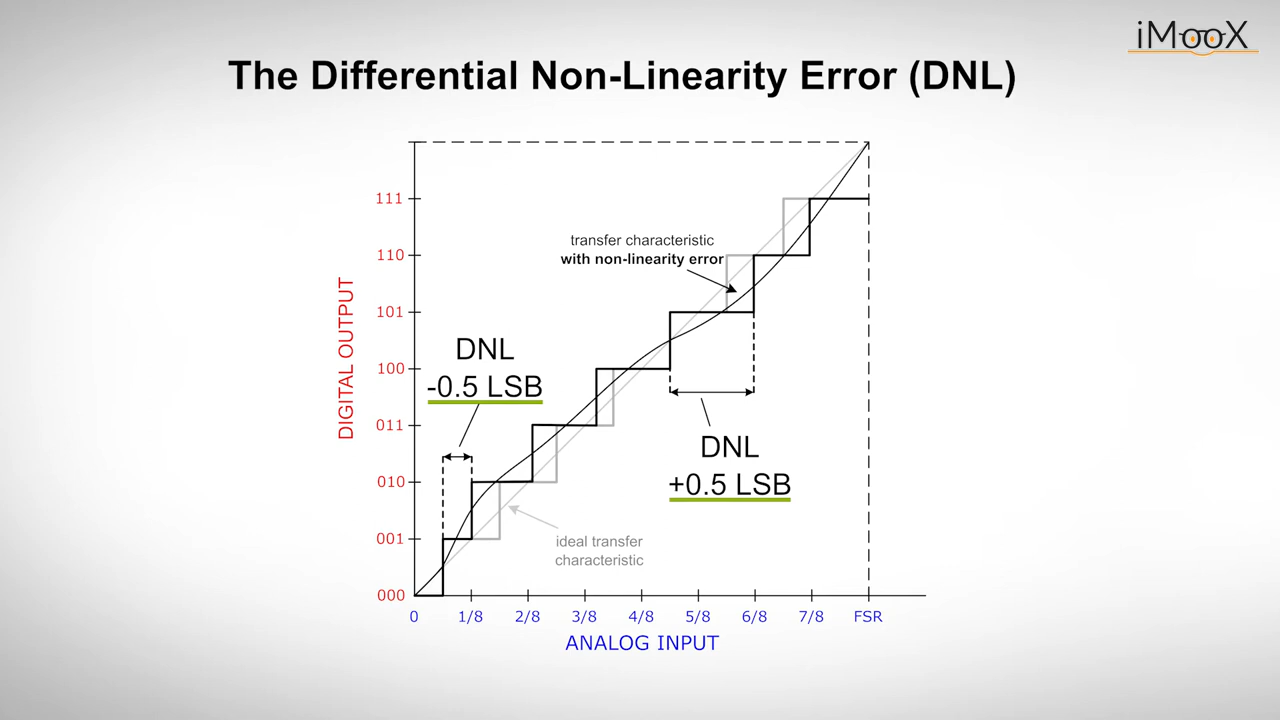 iMooX
The Differential Non-Linearity Error (DNL)
111
110
101
100
011
010
001
000
DIGITAL OUTPUT
transfer characteristic
with non-linearity error
DNL
-0.5 LSB
DNL
+0.5 LSB
ideal transfer
characteristic
0 1/8 2/8 3/8 4/8 5/8 6/8 7/8 FSR
ANALOG INPUT